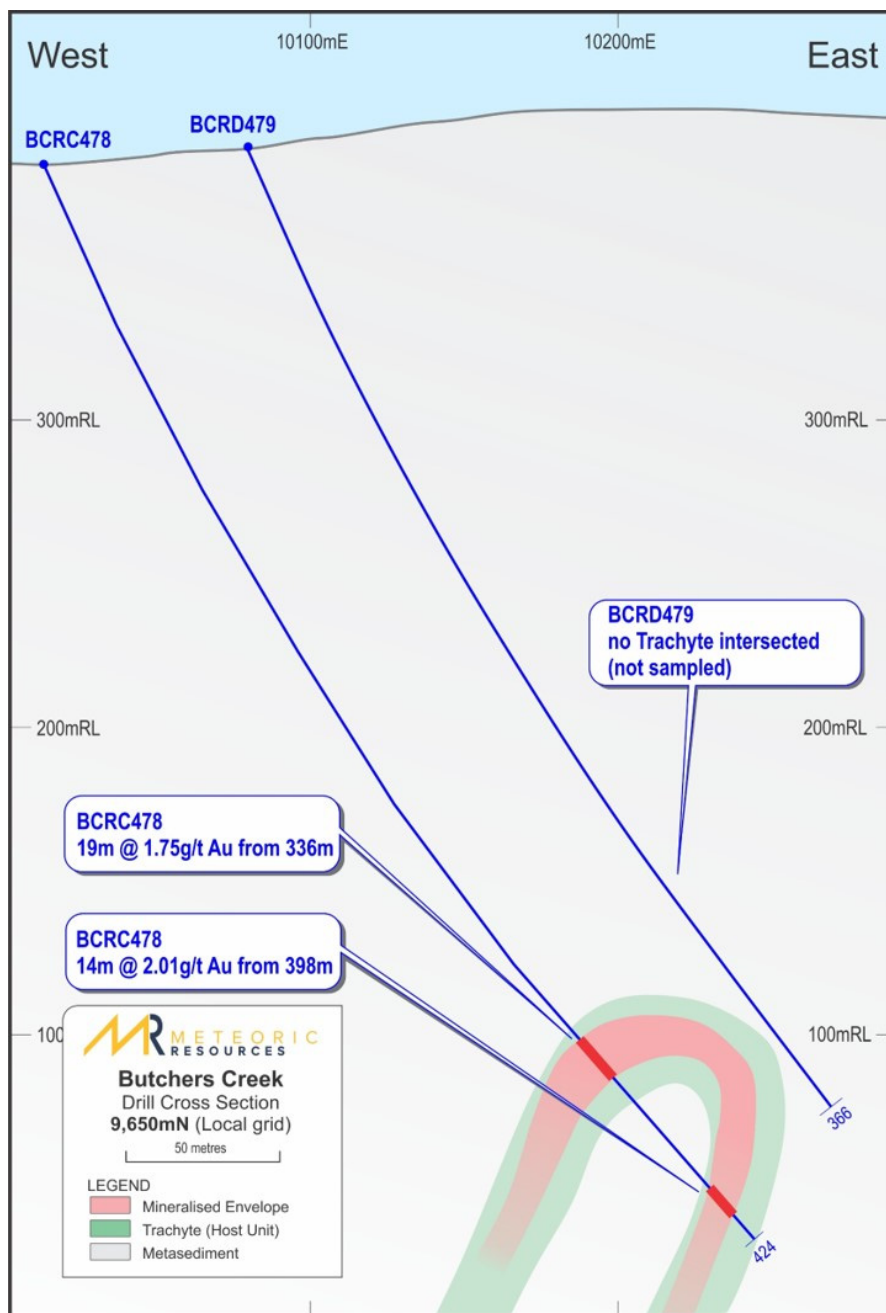 West
10100mE
10200mE
East
BCRC478
BCRD479
300mRL
300mRL
BCRD479
no Trachyte intersected
(not sampled)
200mRL
200mRL
BCRC478
19m @ 1.75g/t Au from 336m
BCRC478
14m @ 2.01g/t Au from 398m
100
100mRL
MR METEORIC
RESOURCES
Butchers Creek
Drill Cross Section
9,650mN (Local grid)
50 metres
LEGEND
Mineralised Envelope
Trachyte (Host Unit)
Metasediment
366
424